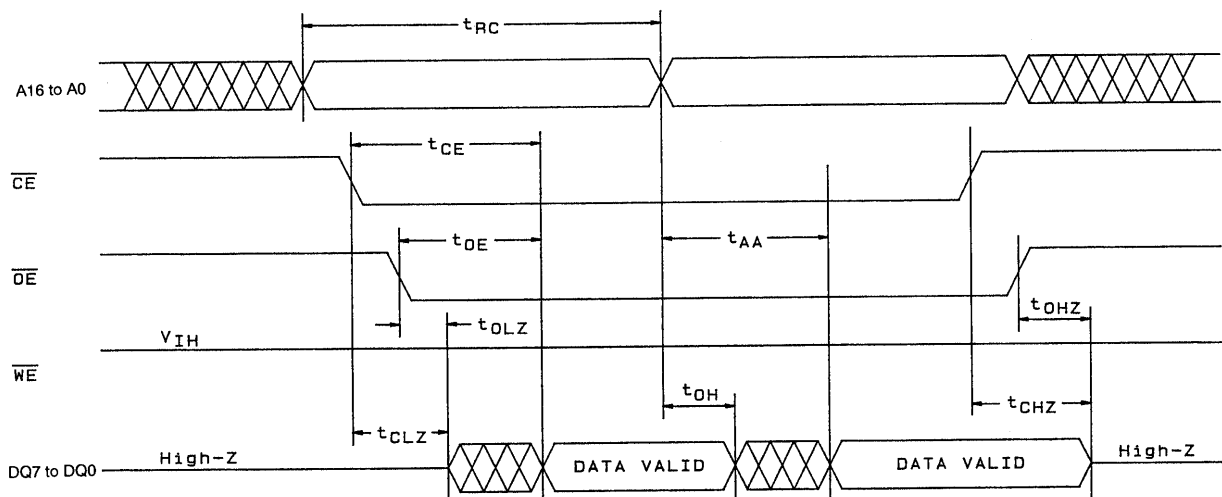 tRC
A16 to A0
tCE
CE
tOE
tAA
OE
tOLZ
tOHZ
VIH
WE
tOH
tCHZ
tCLZ
DQ7 to DQ0
High-Z
DATA VALID
DATA VALID
High-Z